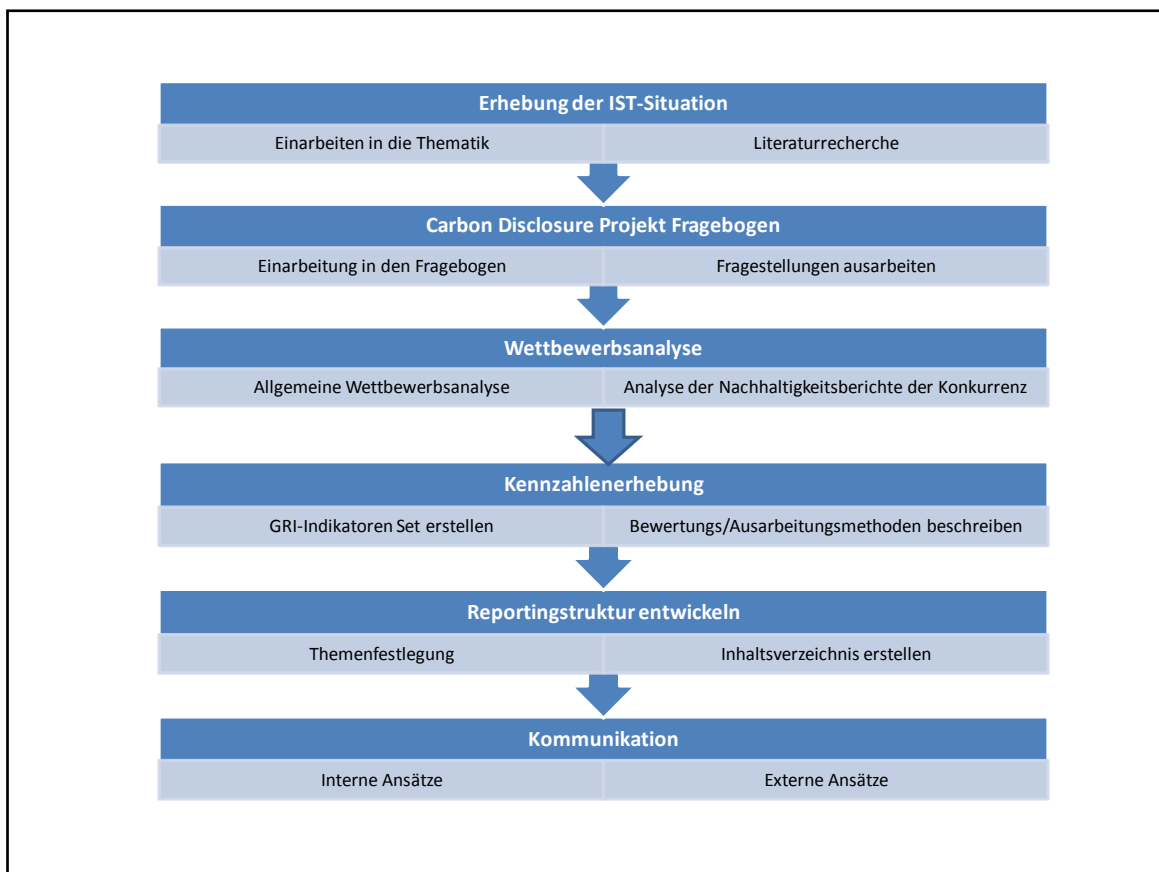 Erhebung der IST-Situation
Einarbeiten in die Thematik
Literaturrecherche
Carbon Disclosure Projekt Fragebogen
Einarbeitung in den Fragebogen
Fragestellungen ausarbeiten
Wettbewerbsanalyse
Allgemeine Wettbewerbsanalyse
Analyse der Nachhaltigkeitsberichte der Konkurrenz
Kennzahlenerhebung
GRI-Indikatoren Set erstellen
Bewertungs/Ausarbeitungsmethoden beschreiben
Reportingstruktur entwickeln
Themenfestlegung
Inhaltsverzeichnis erstellen
Kommunikation
Interne Ansätze
Externe Ansätze